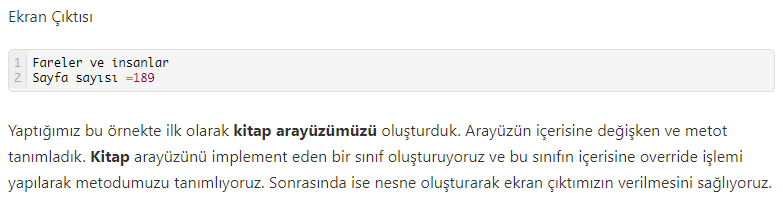 Ekran Çıktısı
1 Fareler ve insanlar
2 Sayfa sayısı =189
Yaptığımız bu örnekte ilk olarak kitap arayüzümüzü oluşturduk. Arayüzün içerisine değişken ve metot
tanımladık. Kitap arayüzünü implement eden bir sınıf oluşturuyoruz ve bu sınıfın içerisine override işlemi
yapılarak metodumuzu tanımlıyoruz. Sonrasında ise nesne oluşturarak ekran çıktımızın verilmesini sağlıyoruz.